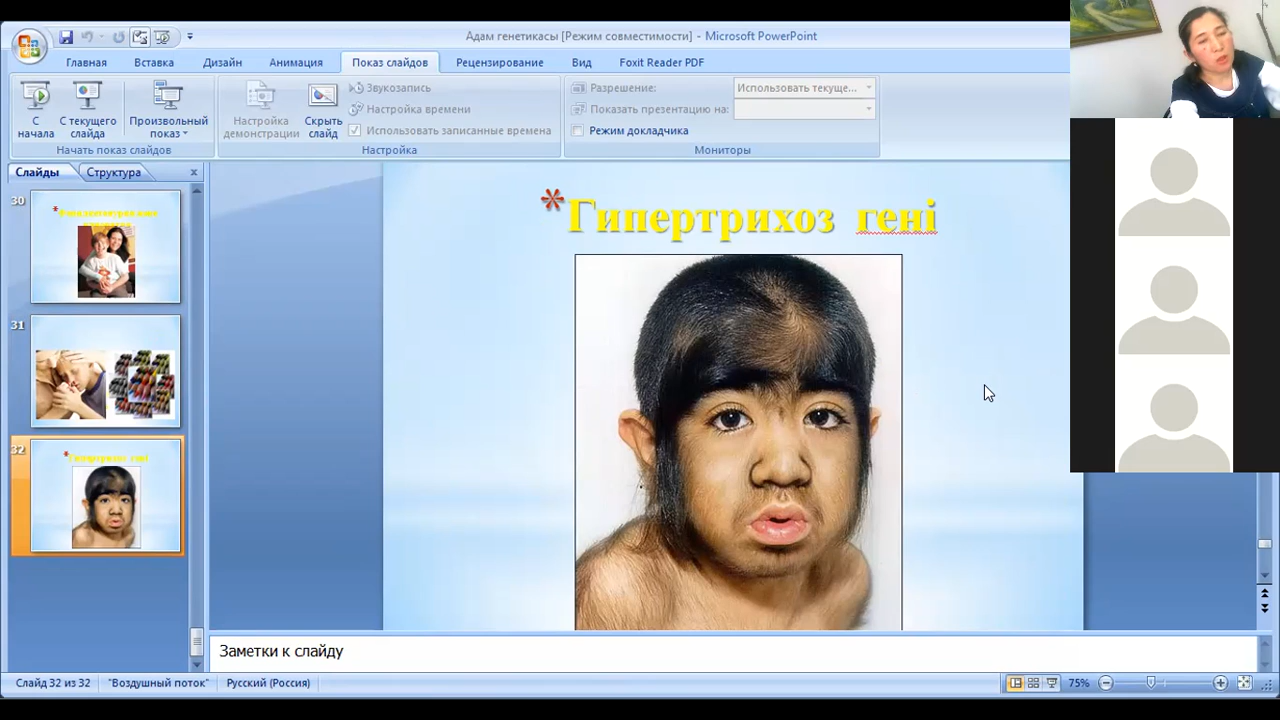 Адам генетикасы [Режим совместимости] - Microsoft PowerPoint
Главная Вставка Дизайн Анимация Показ слайдов Рецензирование Вид Foxit Reader PDF
С начала
С текущего слайда
Произвольный показ
Начать показ слайдов
Настройка демонстрации
Скрыть слайд
Звукозапись
Настройка времени
Использовать записанные времена
Настройка
Разрешение: Использовать текуще...
Показать презентацию на:
Режим докладчика
Мониторы
Слайды Структура x
30
31
32
Гипертрихоз гені
* Гипертрихоз гені
Заметки к слайду
Слайд 32 из 32 "Воздушный поток" Русский (Россия) 75%